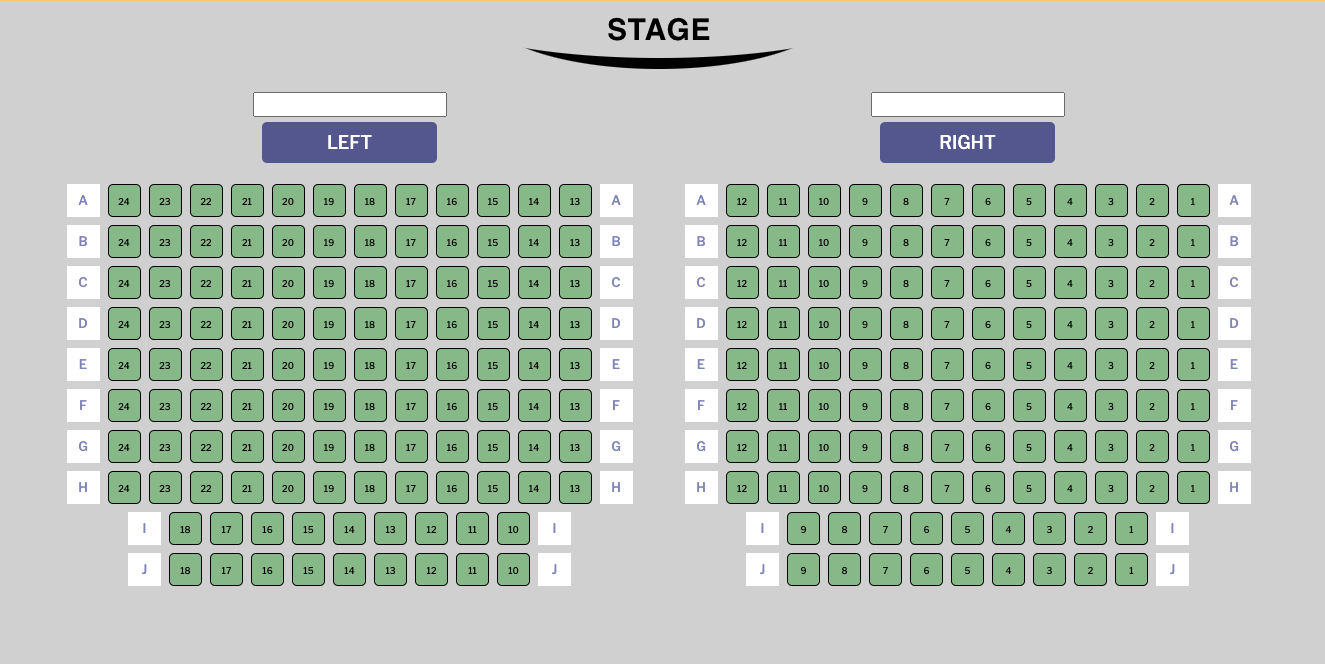 STAGE
LEFT RIGHT
A 24 23 22 21 20 19 18 17 16 15 14 13 A A 12 11 10 9 8 7 6 5 4 3 2 1 A
B 24 23 22 21 20 19 18 17 16 15 14 13 B B 12 11 10 9 8 7 6 5 4 3 2 1 B
C 24 23 22 21 20 19 18 17 16 15 14 13 C C 12 11 10 9 8 7 6 5 4 3 2 1 C
D 24 23 22 21 20 19 18 17 16 15 14 13 D D 12 11 10 9 8 7 6 5 4 3 2 1 D
E 24 23 22 21 20 19 18 17 16 15 14 13 E E 12 11 10 9 8 7 6 5 4 3 2 1 E
F 24 23 22 21 20 19 18 17 16 15 14 13 F F 12 11 10 9 8 7 6 5 4 3 2 1 F
G 24 23 22 21 20 19 18 17 16 15 14 13 G G 12 11 10 9 8 7 6 5 4 3 2 1 G
H 24 23 22 21 20 19 18 17 16 15 14 13 H H 12 11 10 9 8 7 6 5 4 3 2 1 H
I 18 17 16 15 14 13 12 11 10 I I 9 8 7 6 5 4 3 2 1 I
J 18 17 16 15 14 13 12 11 10 J J 9 8 7 6 5 4 3 2 1 J